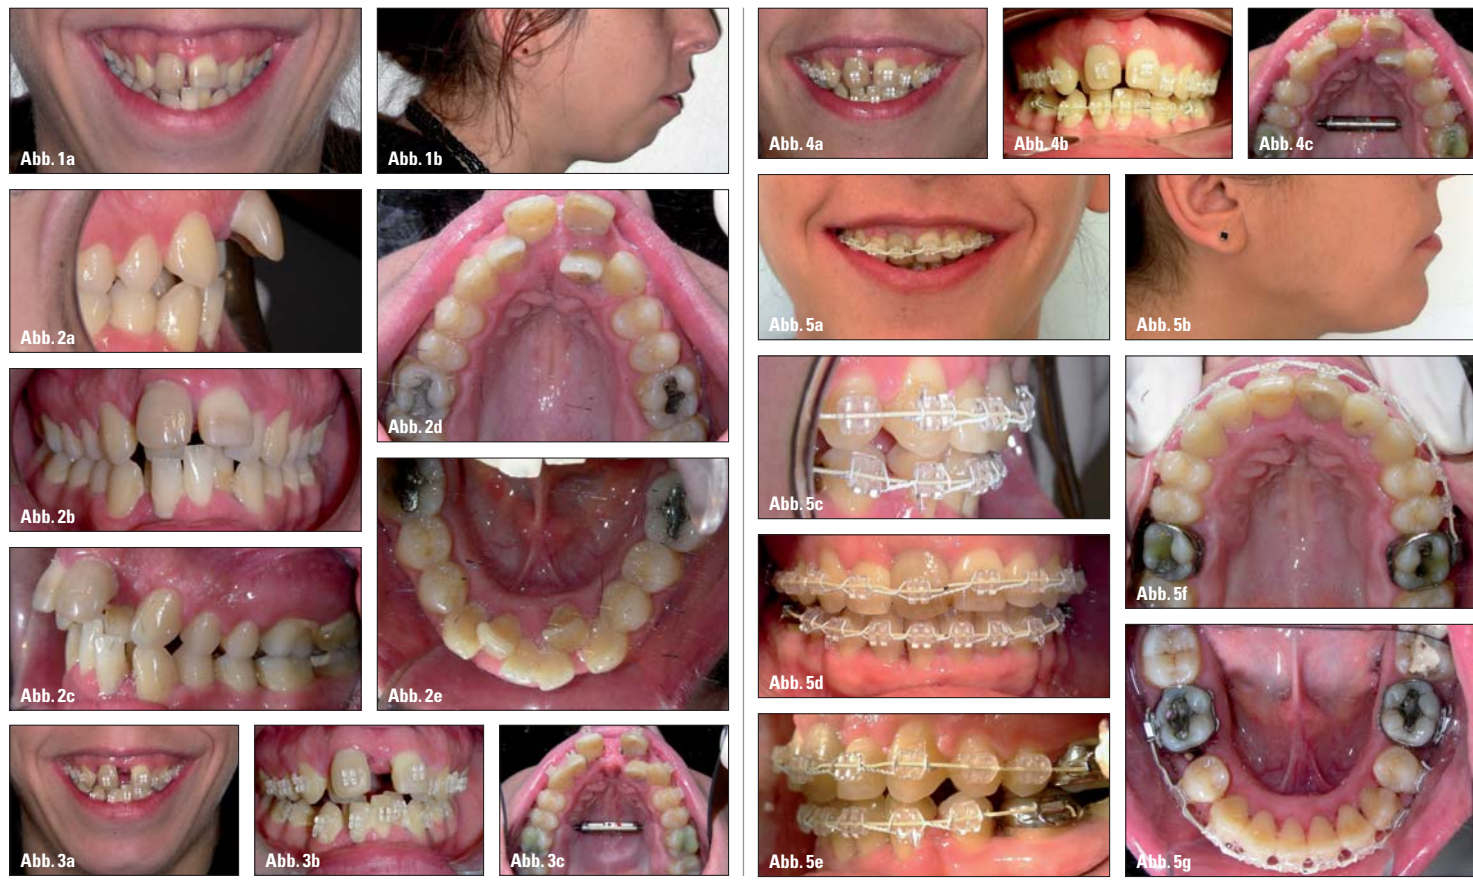 Abb. 1a
Abb. 1b
Abb. 2a
Abb. 2b
Abb. 2c
Abb. 2d
Abb. 2e
Abb. 3a
Abb. 3b
Abb. 3c
Abb. 4a
Abb. 4b
Abb. 4c
Abb. 5a
Abb. 5b
Abb. 5c
Abb. 5d
Abb. 5e
Abb. 5f
Abb. 5g